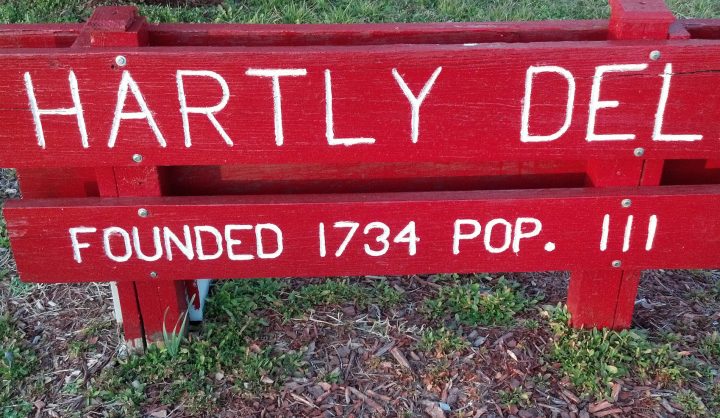 HARTLY DEL
FOUNDED 1734 POP. 111